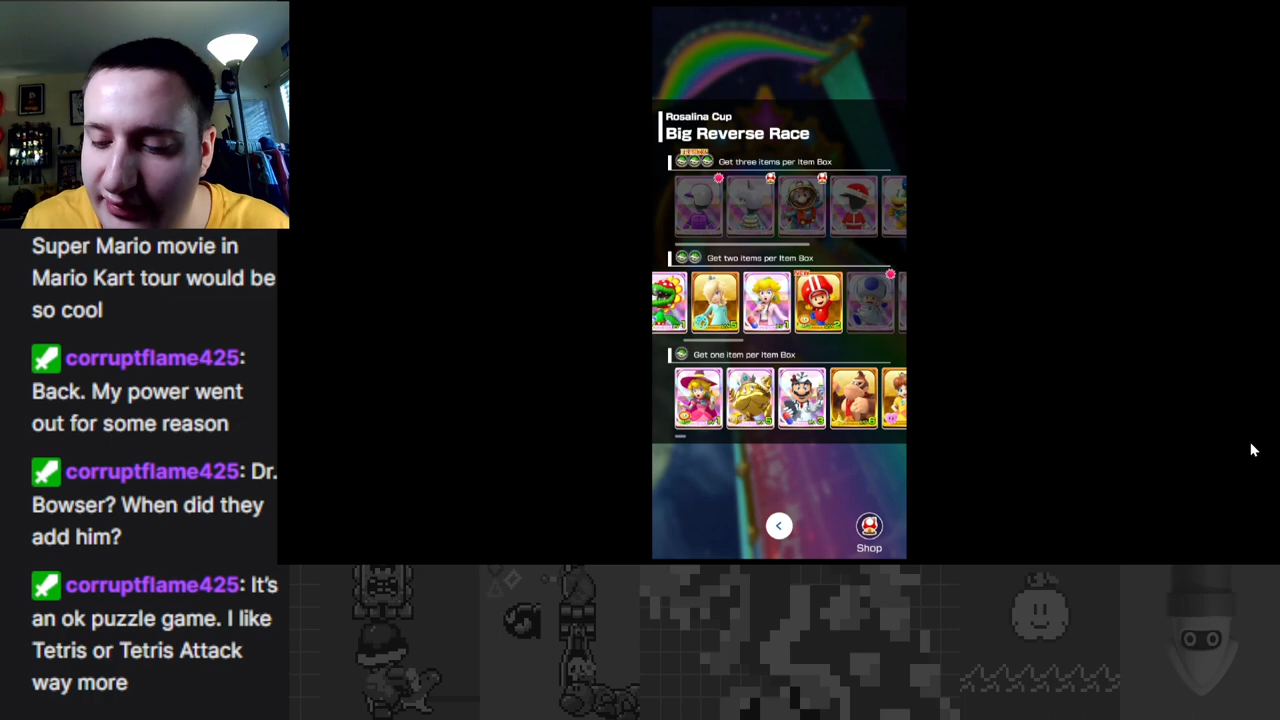 Super Mario movie in
Mario Kart tour would be
so cool
corruptflame425:
Back. My power went
out for some reason
corruptflame425: Dr.
Bowser? When did they
add him?
corruptflame425: It's
an ok puzzle game. I like
Tetris or Tetris Attack
way more
Rosalina Cup
Big Reverse Race
FRENZY!
Get three items per Item Box
Get two items per Item Box
Get one item per Item Box
Shop